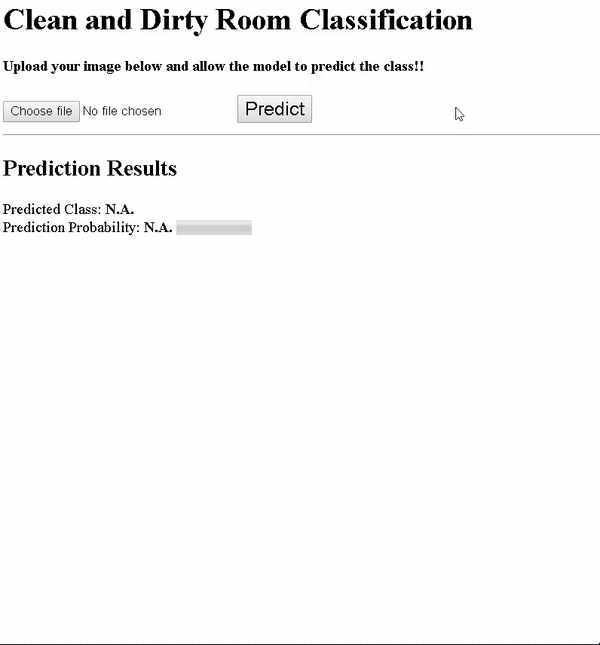 Clean and Dirty Room Classification
Upload your image below and allow the model to predict the class!!
Choose file No file chosen Predict
Prediction Results
Predicted Class: N.A.
Prediction Probability: N.A.